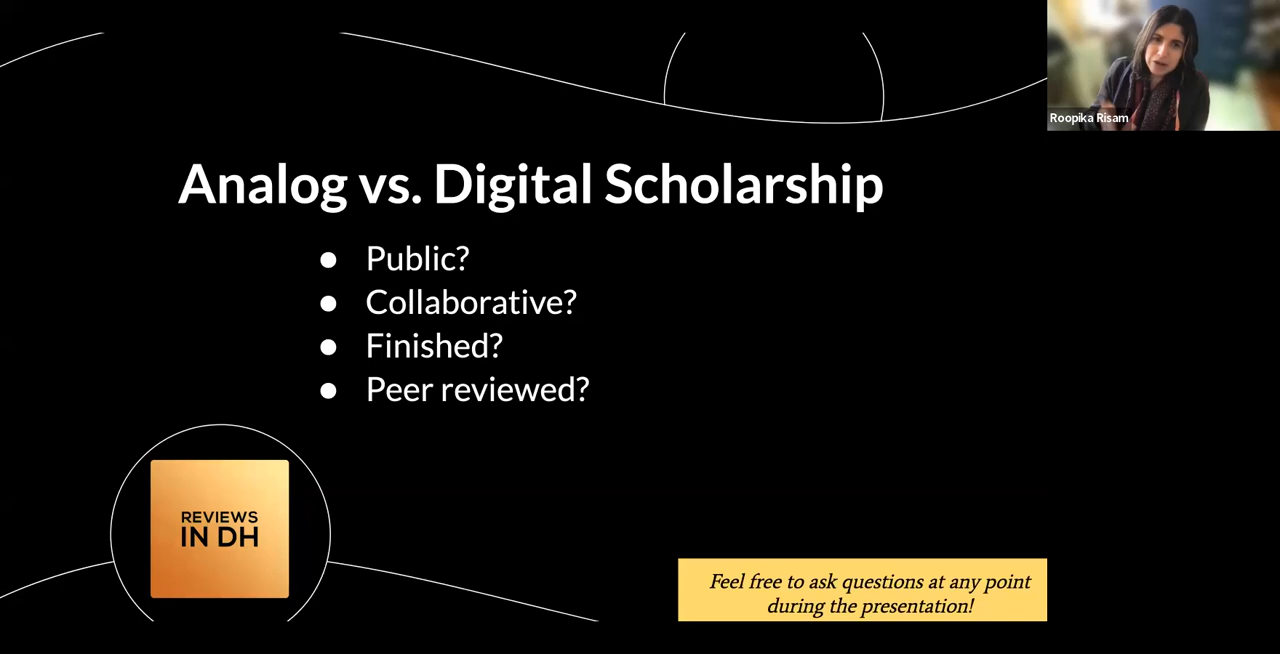 Roopika Risam
Analog vs. Digital Scholarship
● Public?
● Collaborative?
● Finished?
● Peer reviewed?
REVIEWS
IN DH
Feel free to ask questions at any point
during the presentation!